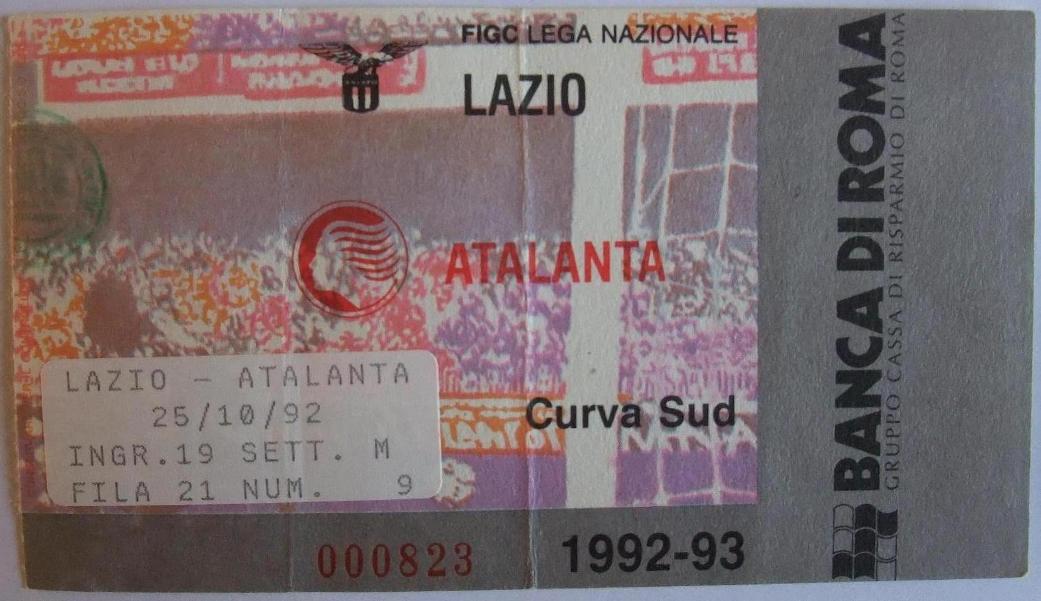 FIGC LEGA NAZIONALE
LAZIO
ATALANTA
LAZIO - ATALANTA
25/10/92
INGR.19 SETT. M
FILA 21 NUM. 9
Curva Sud
000823
1992-93
BANCA DI ROMA
GRUPPO CASSA DI RISPARMIO DI ROMA